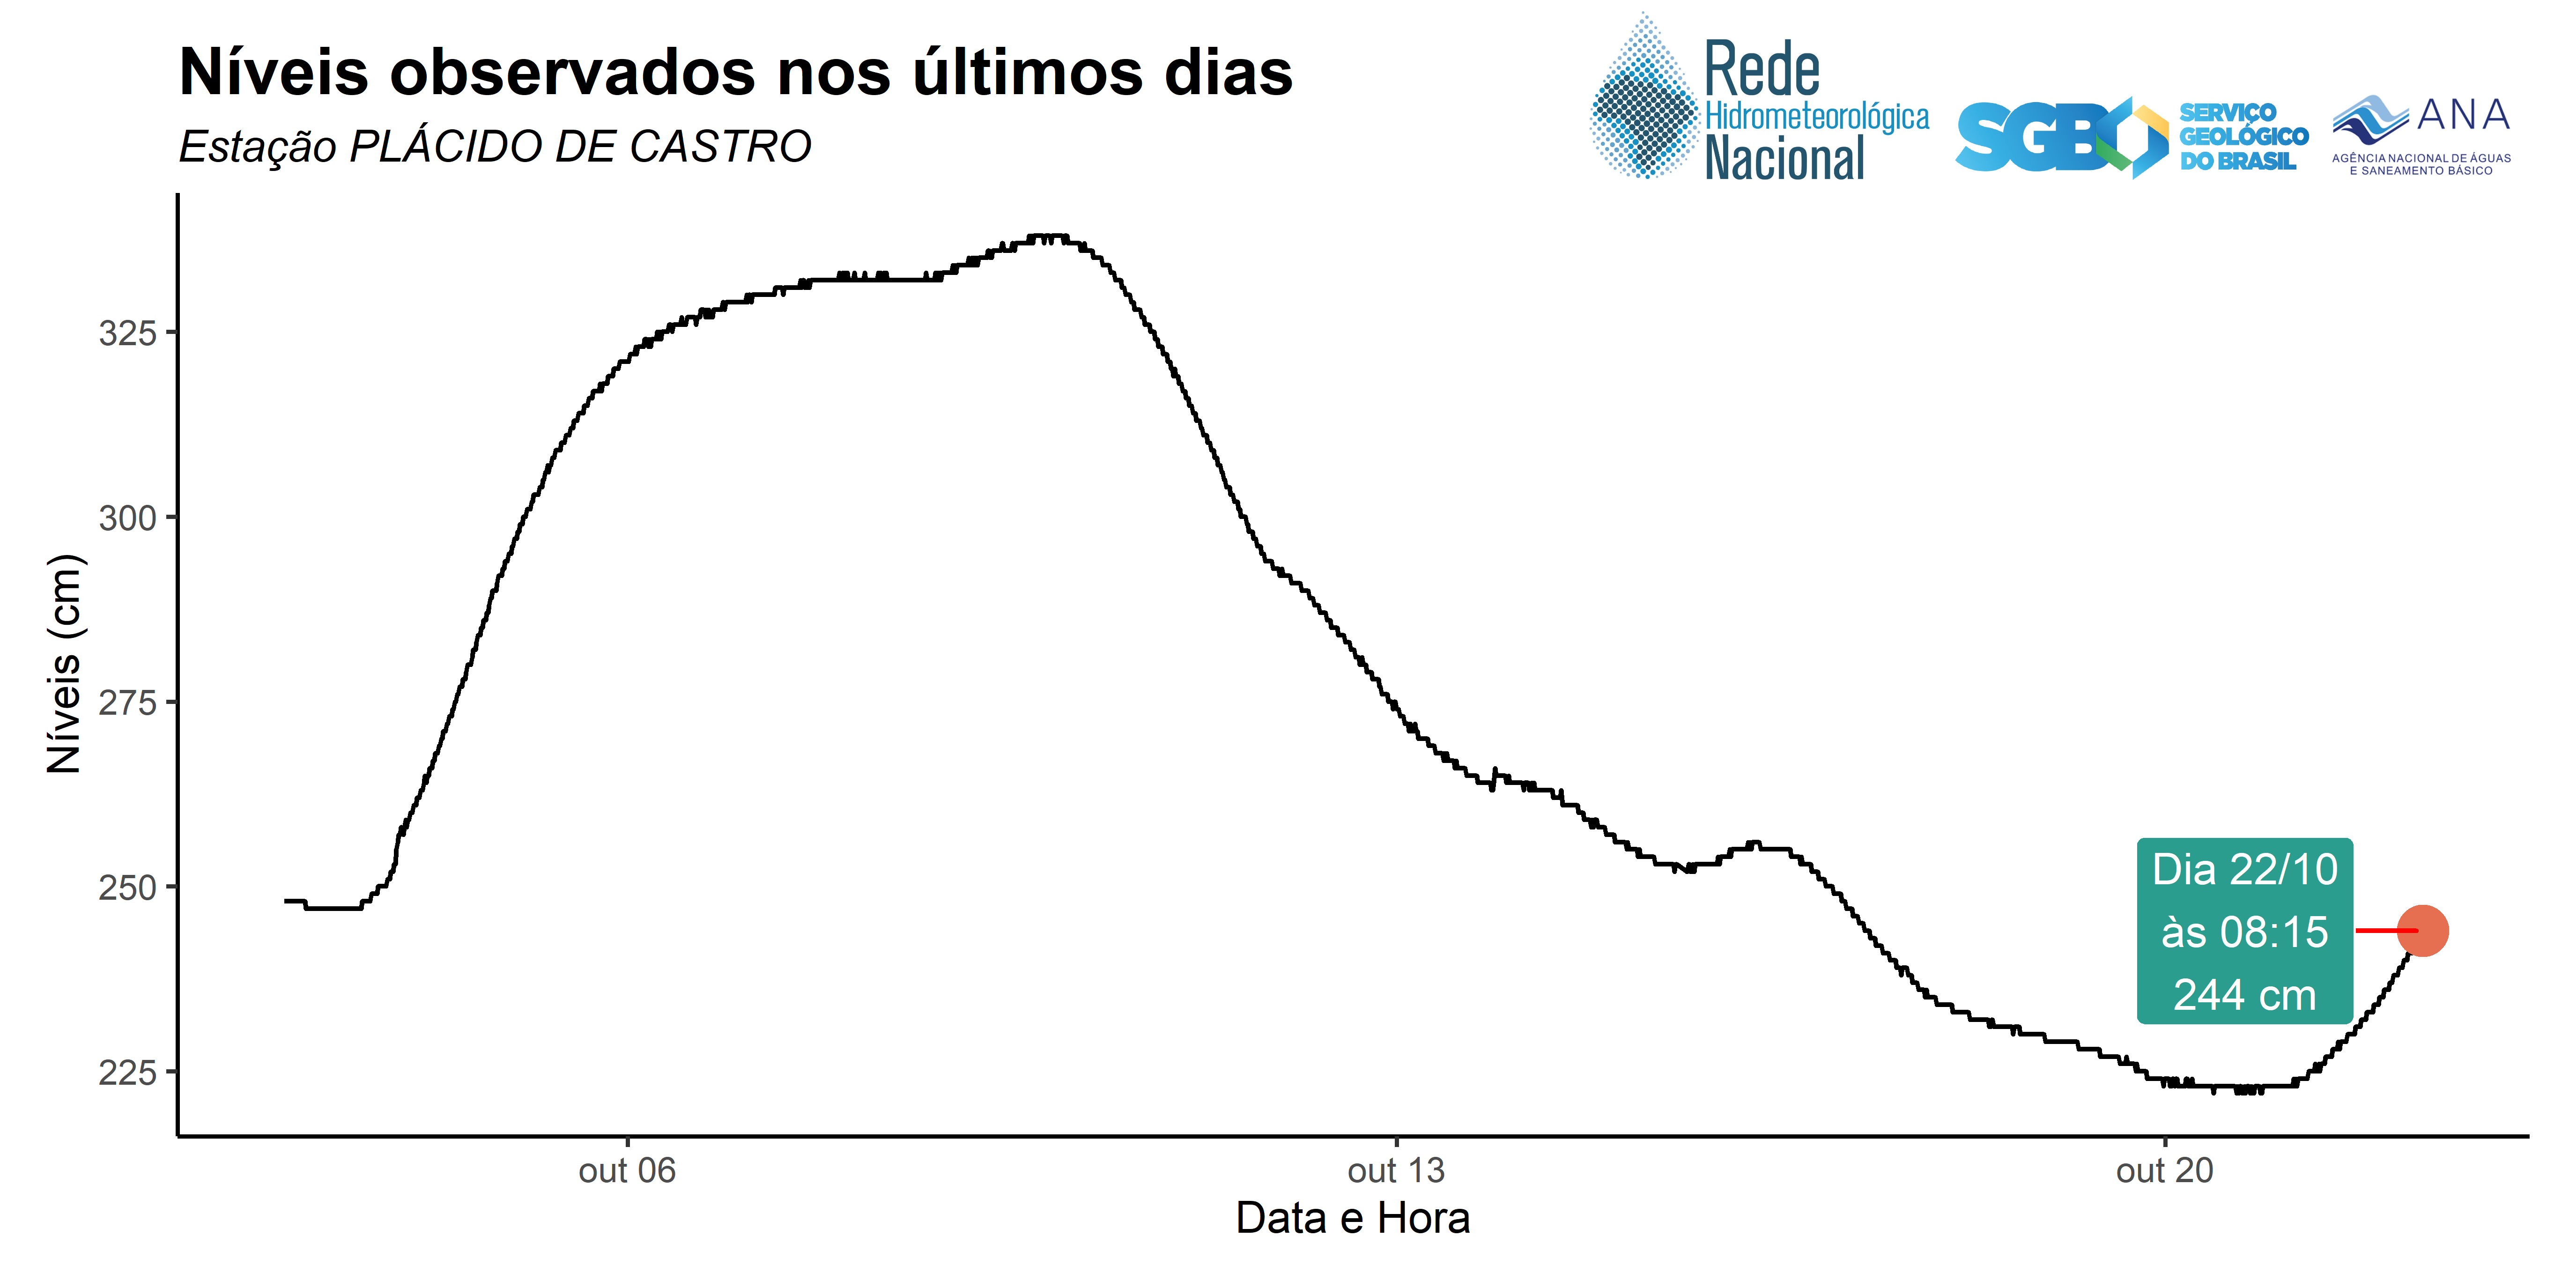 Níveis observados nos últimos dias
Estação PLÁCIDO DE CASTRO
Rede
Hidrometeorológica
Nacional
SGB
SERVIÇO
GEOLÓGICO
DO BRASIL
ANA
AGÊNCIA NACIONAL DE ÁGUAS
E SANEAMENTO BÁSICO
Níveis (cm)
325
300
275
250
225
Dia 22/10
às 08:15
244 cm
out 06
out 13
out 20
Data e Hora